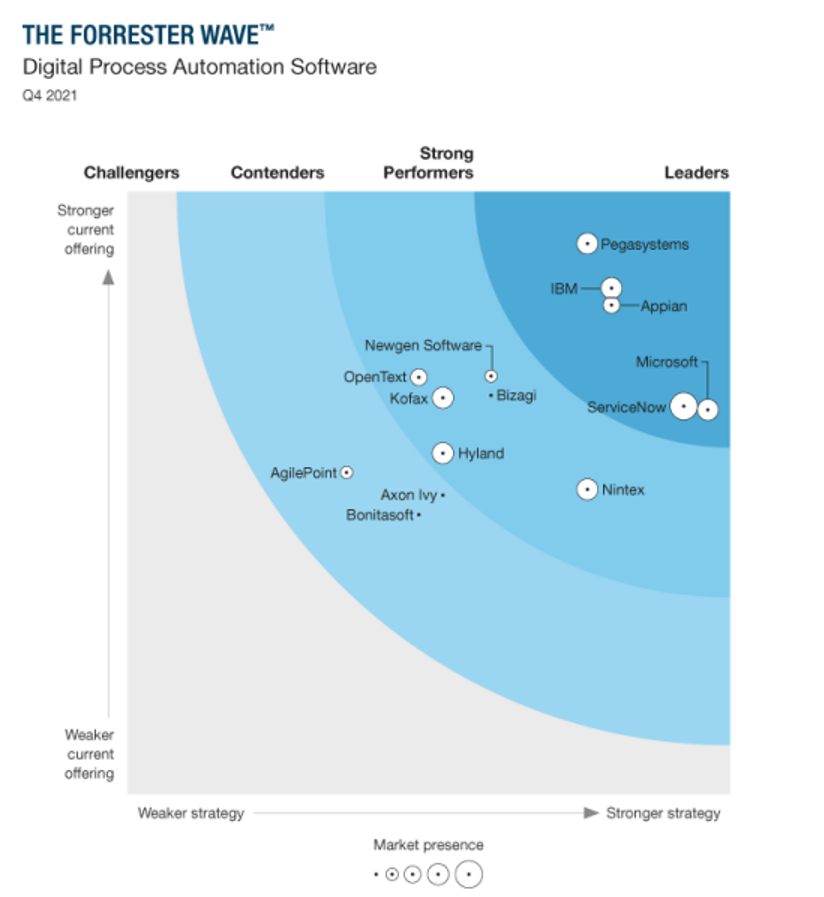 THE FORRESTER WAVE™
Digital Process Automation Software
Q4 2021
Challengers
Contenders
Strong
Performers
Leaders
Stronger
current
offering
Pegasystems
IBM
Appian
Newgen Software
Microsoft
OpenText
Kofax
Bizagi
ServiceNow
Hyland
AgilePoint
Axon Ivy
Nintex
Bonitasoft
Weaker
current
offering
Weaker strategy
Stronger strategy
Market presence